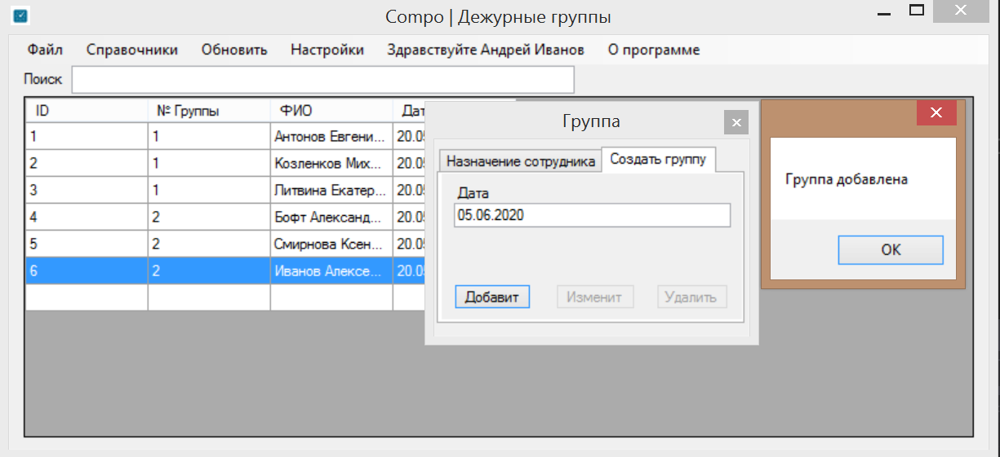 Compo | Дежурные группы
Файл Справочники Обновить Настройки Здравствуйте Андрей Иванов О программе
Поиск
ID № Группы ФИО Дат
1 1 Антонов Евгени... 20.05
2 1 Козленков Мих... 20.05
3 1 Литвина Екатер... 20.05
4 2 Бофт Александ... 20.05
5 2 Смирнова Ксен... 20.05
6 2 Иванов Алексе... 20.05
Группа
Назначение сотрудника Создать группу
Дата
05.06.2020
Добавит Изменит Удалить
Группа добавлена
OK